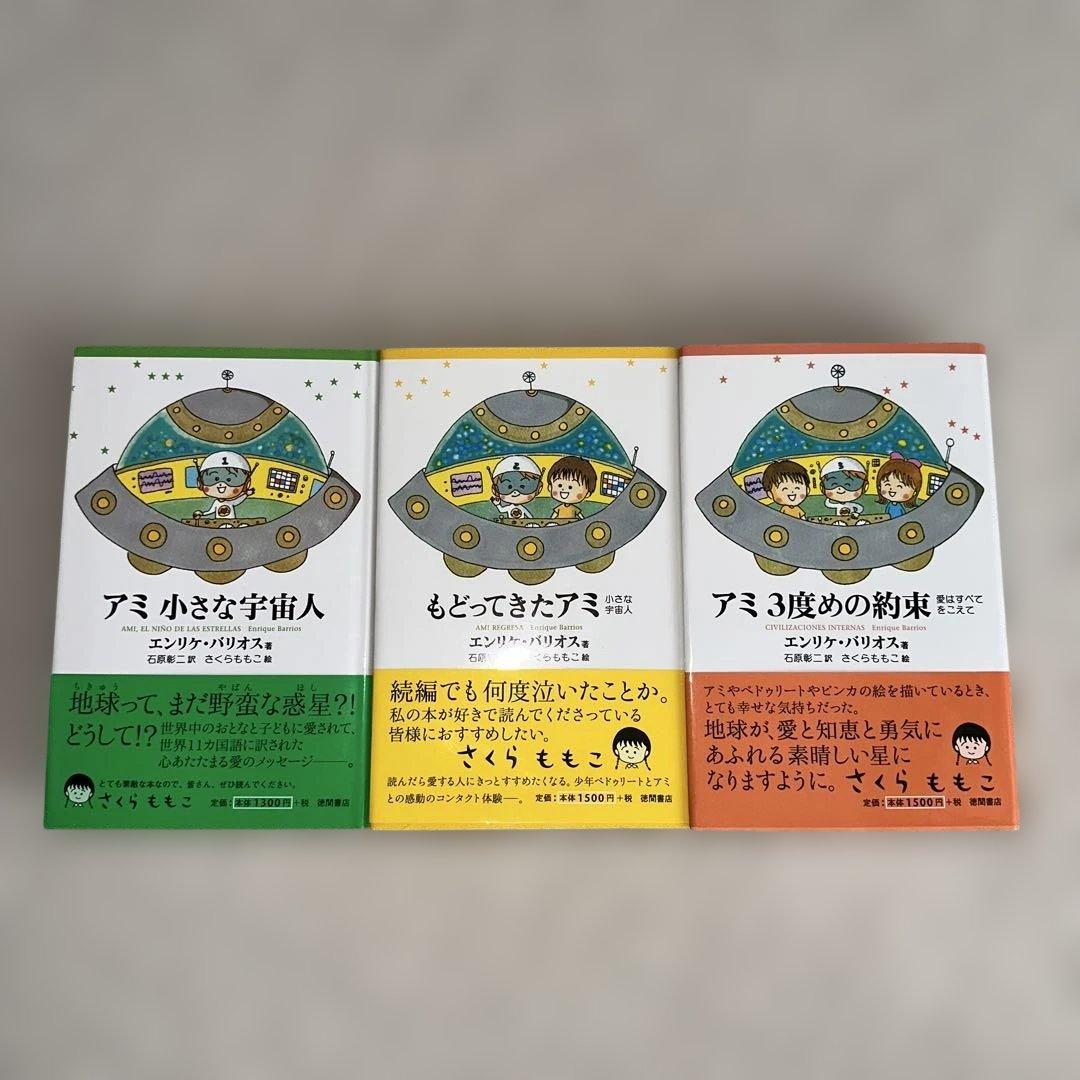 1
アミ 小さな宇宙人
AMI, EL NIÑO DE LAS ESTRELLAS Enrique Barrios
エンリケ・バリオス 著
石原彰二 訳 さくらももこ 絵
ちきゅう やばん ほし
地球って、まだ野蛮な惑星?!
どうして!? 世界中のおとなと子どもに愛されて、
世界11カ国語に訳された
心あたたまる愛のメッセージ――。
とても素敵な本なので、皆さん、ぜひ読んでください。
さくら ももこ
定価:本体1300円+税 徳間書店
2
もどってきたアミ 小さな
宇宙人
AMI REGRESA Enrique Barrios
エンリケ・バリオス 著
石原 くらももこ 絵
続編でも何度泣いたことか。
私の本が好きで読んでくださっている
皆様におすすめしたい。
さくら ももこ
読んだら愛する人にきっとすすめたくなる。少年ペドゥリートとアミ
との感動のコンタクト体験―。 定価:本体1500円+税 徳間書店
3
アミ 3度めの約束 愛はすべて
をこえて
CIVILIZACIONES INTERNAS Enrique Barrios
エンリケ・バリオス 著
石原彰二 訳 さくらももこ 絵
アミやペドゥリートやビンカの絵を描いているとき、
とても幸せな気持ちだった。
地球が、愛と知恵と勇気に
あふれる素晴しい星に
なりますように。さくら ももこ
定価:本体1500円+税 徳間書店